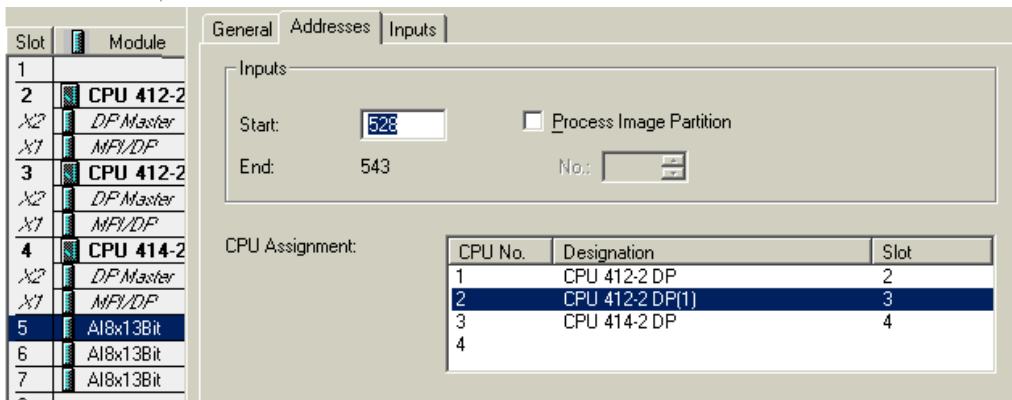 Slot Module
1
2 CPU 412-2
X2 DP Master
X1 MPI/DP
3 CPU 412-2
X2 DP Master
X1 MPI/DP
4 CPU 414-2
X2 DP Master
X1 MPI/DP
5 AI8x13Bit
6 AI8x13Bit
7 AI8x13Bit
General Addresses Inputs
Inputs
Start: 528 Process Image Partition
End: 543 No.:
CPU Assignment:
CPU No. Designation Slot
1 CPU 412-2 DP 2
2 CPU 412-2 DP(1) 3
3 CPU 414-2 DP 4
4